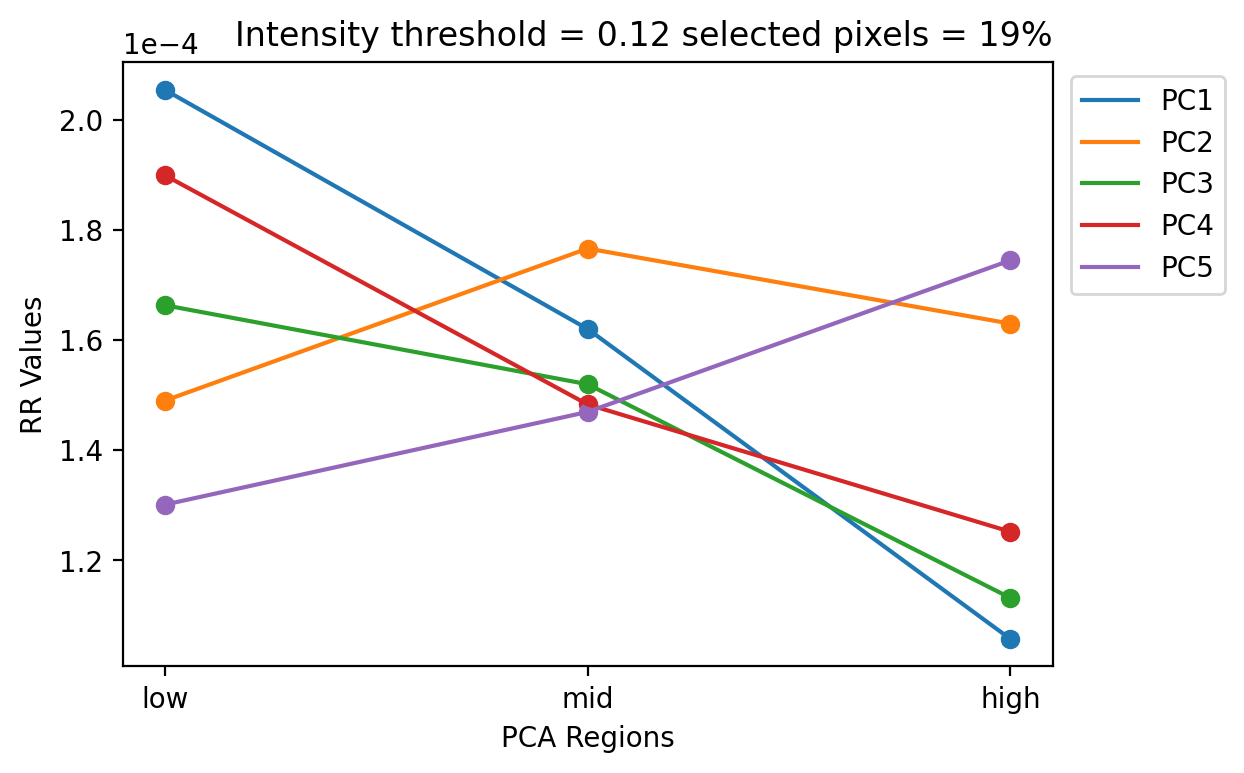 Intensity threshold = 0.12 selected pixels = 19%
1e−4
2.0
1.8
1.6
1.4
1.2
RR Values
low
mid
high
PCA Regions
PC1
PC2
PC3
PC4
PC5